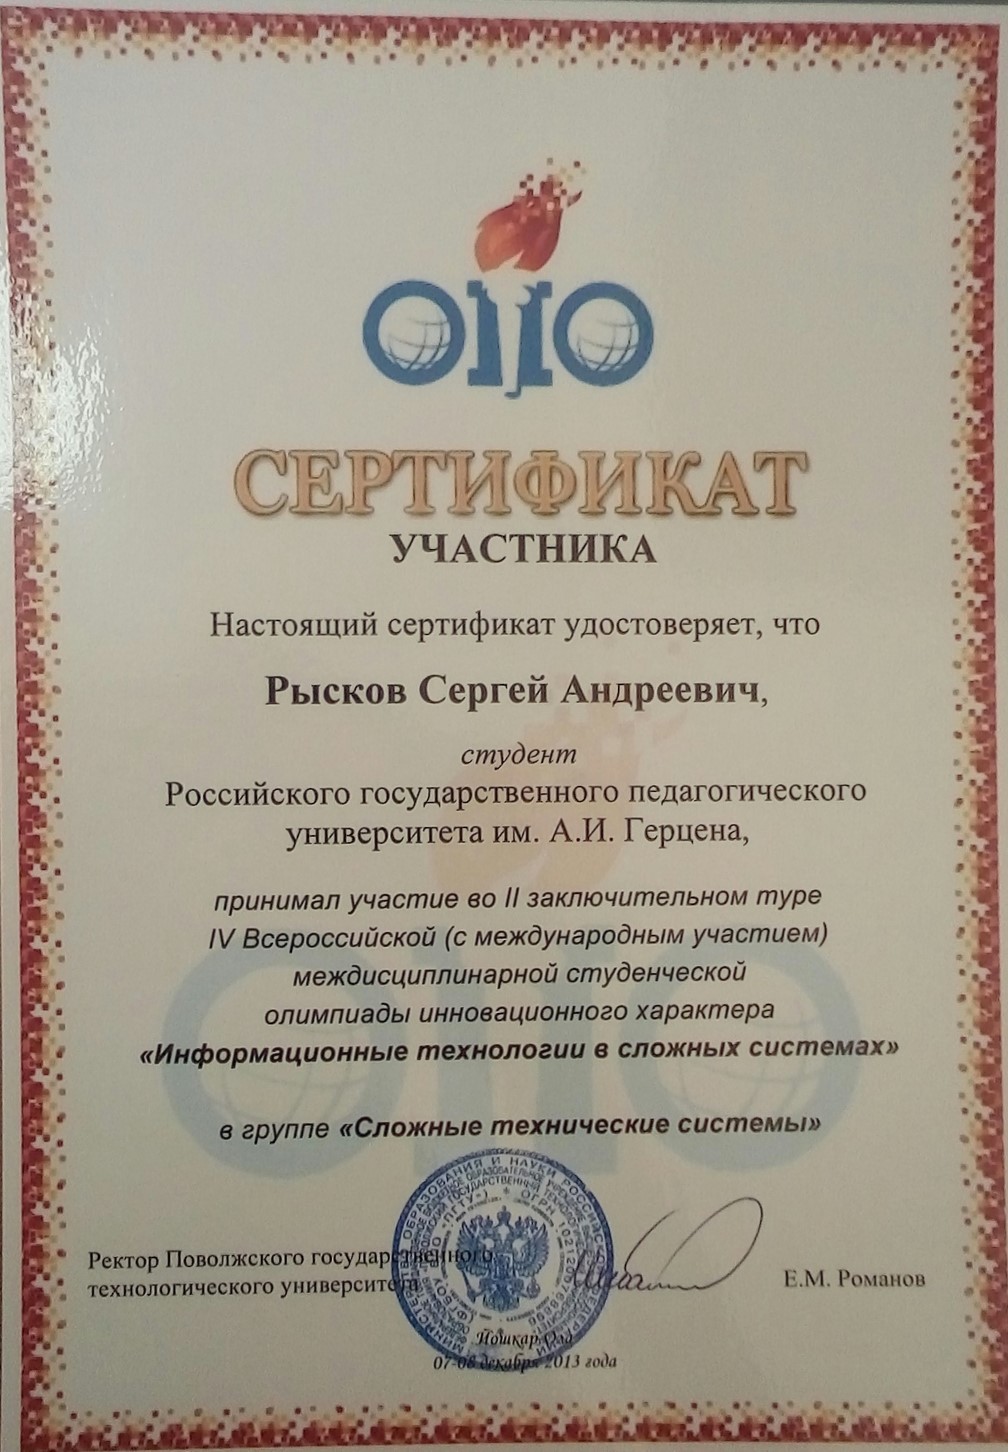 СЕРТИФИКАТ
УЧАСТНИКА
Настоящий сертификат удостоверяет, что
Рысков Сергей Андреевич,
студент
Российского государственного педагогического
университета им. А.И. Герцена,
принимал участие во II заключительном туре
IV Всероссийской (с международным участием)
междисциплинарной студенческой
олимпиады инновационного характера
«Информационные технологии в сложных системах»
в группе «Сложные технические системы»
Ректор Поволжского государственного
технологического университета
Е.М. Романов
Йошкар-Ола
07-08 декабря 2013 года